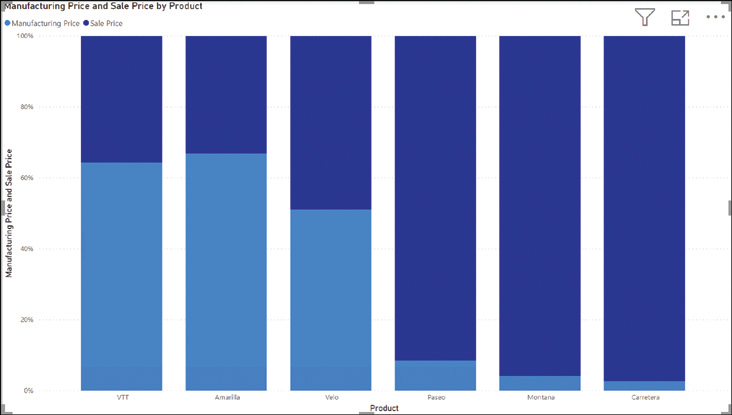 Manufacturing Price and Sale Price by Product
Manufacturing Price Sale Price
100%
80%
60%
40%
20%
0%
Manufacturing Price and Sale Price
VTT Amarilla Velo Paseo Montana Carretera
Product